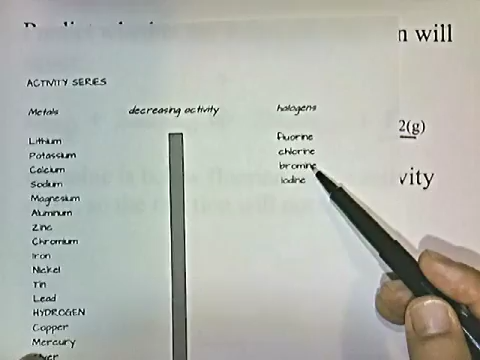 n will
ACTIVITY SERIES
Metals decreasing activity halogens
Lithium fluorine
Potassium chlorine
Calcium bromine
Sodium iodine
Magnesium
Aluminum
Zinc
Chromium
Iron
Nickel
Tin
Lead
HYDROGEN
Copper
Mercury
2(g)
vity